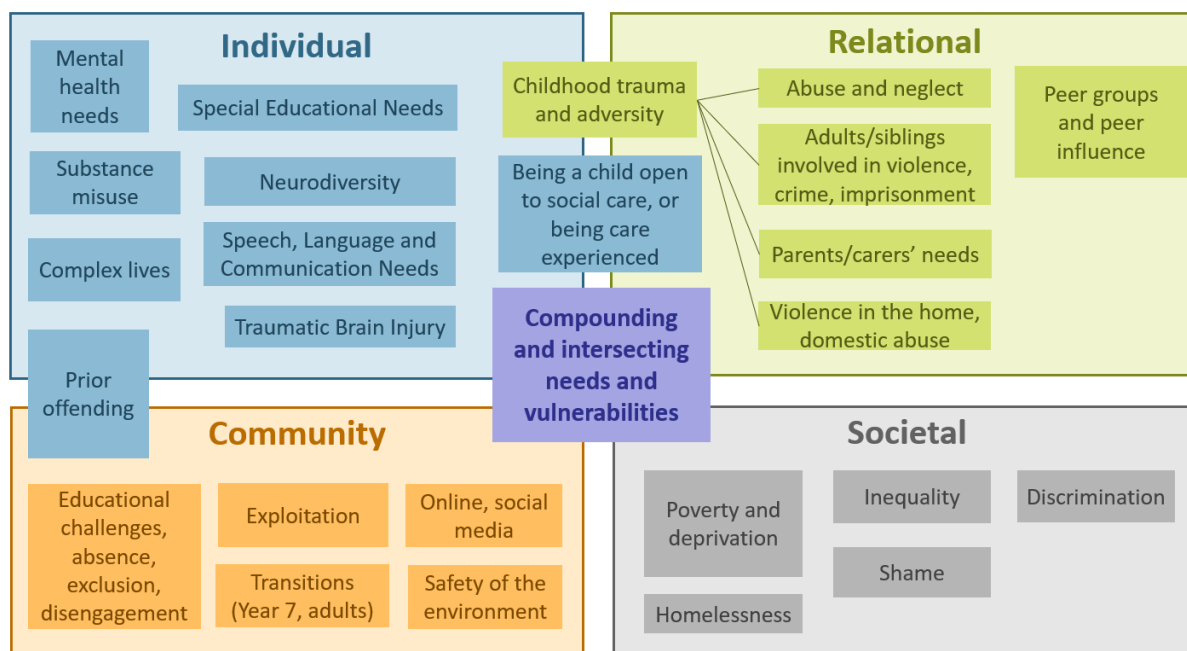 Individual
Mental
health
needs
Special Educational Needs
Substance
misuse
Neurodiversity
Complex lives
Speech, Language and
Communication Needs
Traumatic Brain Injury
Prior
offending
Childhood trauma
and adversity
Being a child open
to social care, or
being care
experienced
Relational
Abuse and neglect
Adults/siblings
involved in violence,
crime, imprisonment
Parents/carers’ needs
Violence in the home,
domestic abuse
Peer groups
and peer
influence
Compounding
and intersecting
needs and
vulnerabilities
Community
Educational
challenges,
absence,
exclusion,
disengagement
Exploitation
Online, social
media
Transitions
(Year 7, adults)
Safety of the
environment
Societal
Poverty and
deprivation
Inequality
Discrimination
Shame
Homelessness